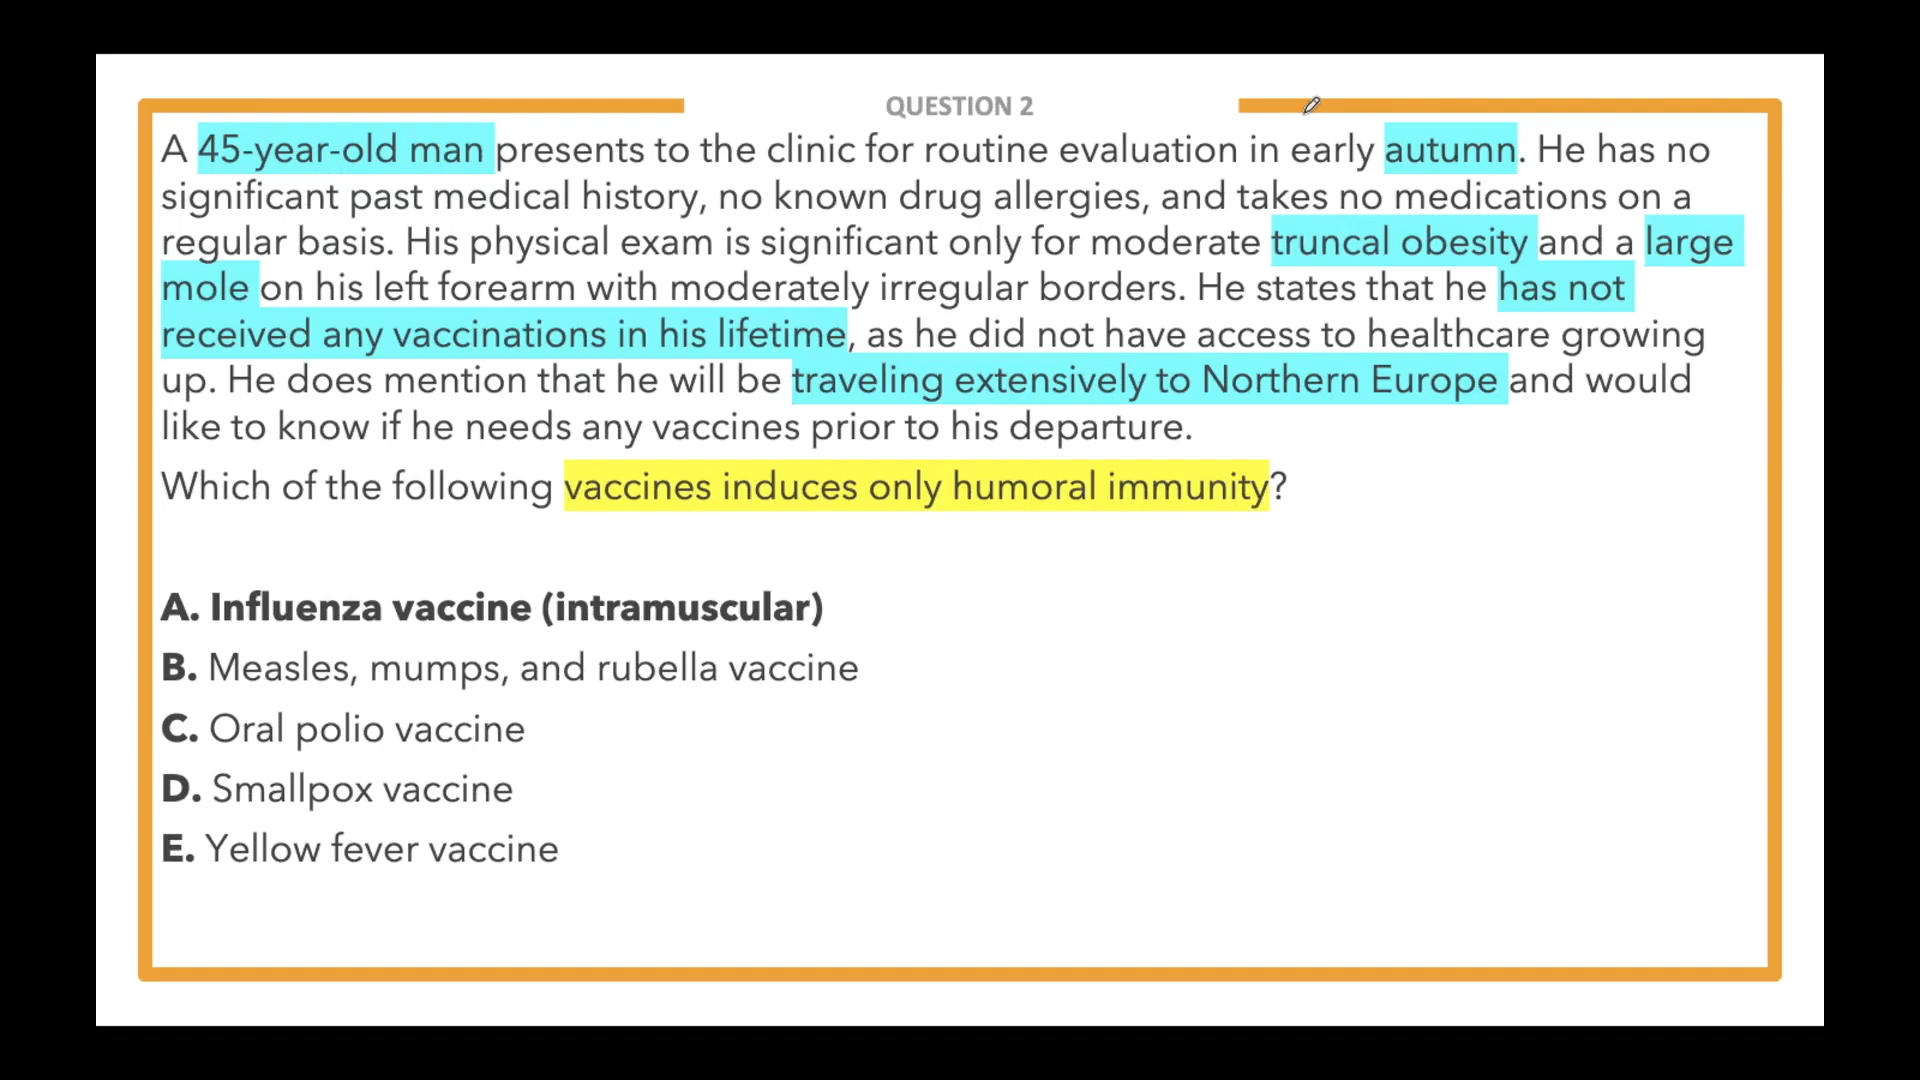 QUESTION 2
A 45-year-old man presents to the clinic for routine evaluation in early autumn. He has no
significant past medical history, no known drug allergies, and takes no medications on a
regular basis. His physical exam is significant only for moderate truncal obesity and a large
mole on his left forearm with moderately irregular borders. He states that he has not
received any vaccinations in his lifetime, as he did not have access to healthcare growing
up. He does mention that he will be traveling extensively to Northern Europe and would
like to know if he needs any vaccines prior to his departure.
Which of the following vaccines induces only humoral immunity?
A. Influenza vaccine (intramuscular)
B. Measles, mumps, and rubella vaccine
C. Oral polio vaccine
D. Smallpox vaccine
E. Yellow fever vaccine